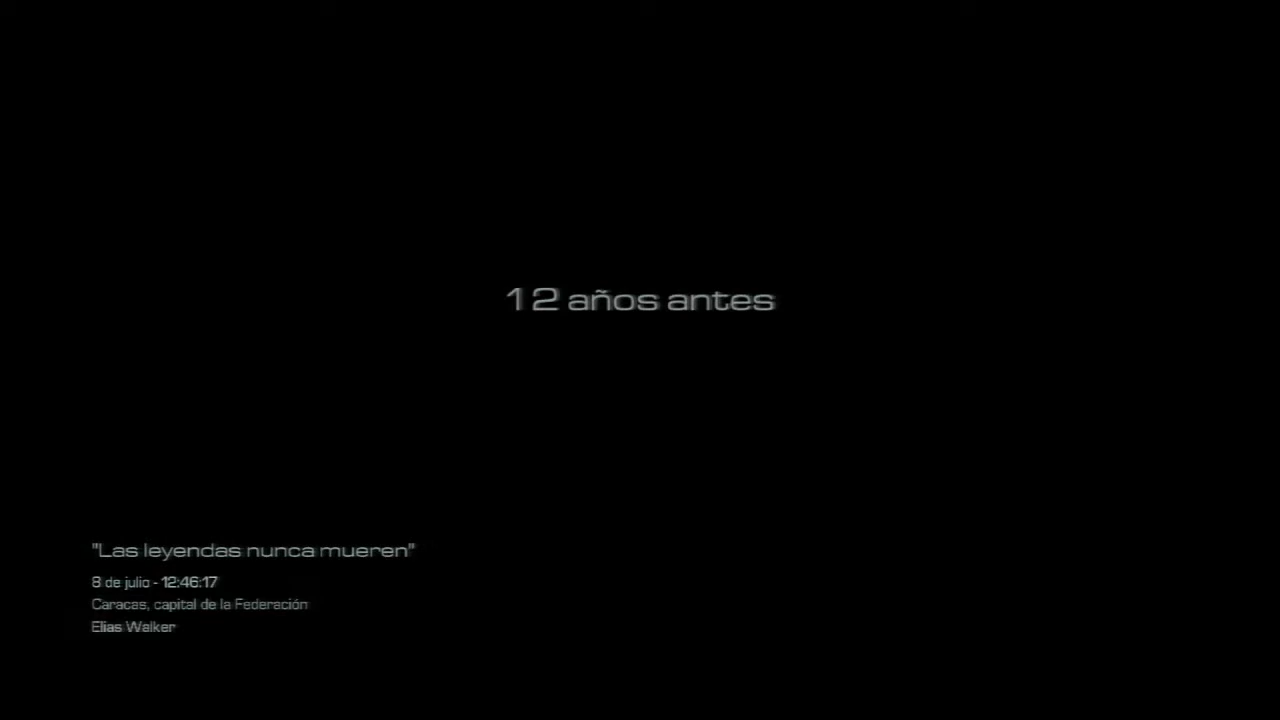 12 años antes
"Las leyendas nunca mueren"
8 de julio - 12:46:17
Caracas, capital de la Federación
Elias Walker